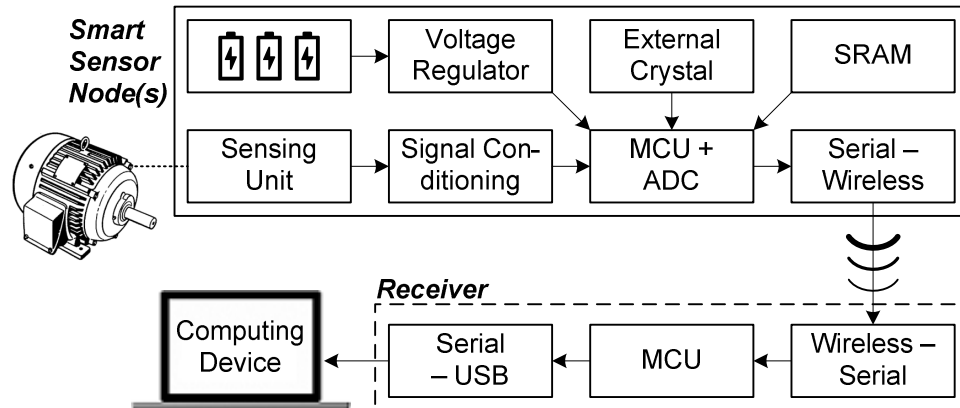 Smart
Sensor
Node(s)
Voltage
Regulator
External
Crystal
SRAM
Sensing
Unit
Signal Con-
ditioning
MCU +
ADC
Serial –
Wireless
Receiver
Computing
Device
Serial
– USB
MCU
Wireless –
Serial